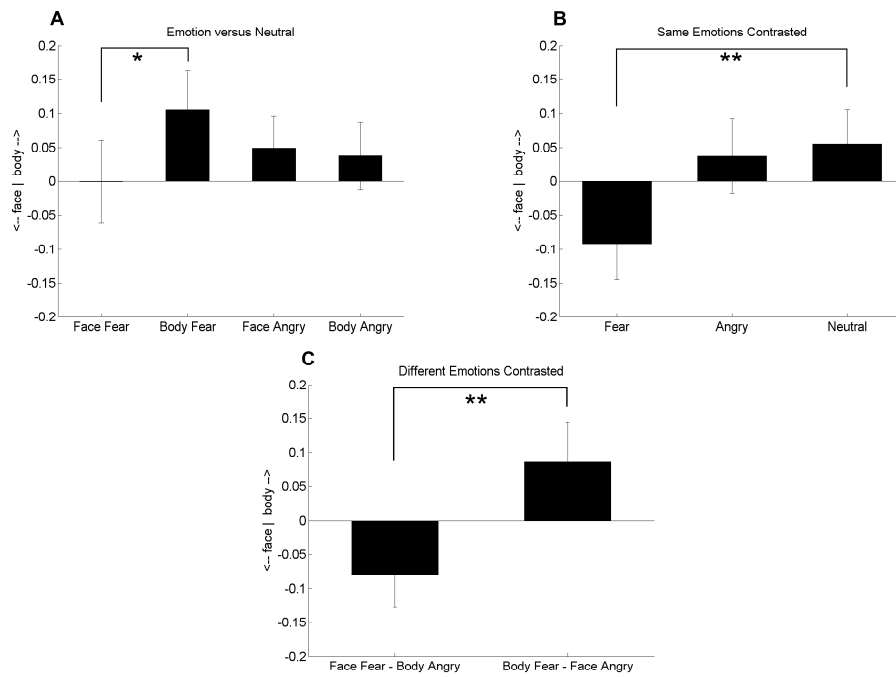 A
Emotion versus Neutral
0.2
0.15
0.1
0.05
0
-0.05
-0.1
-0.15
-0.2
<-- face | body -->
*
Face Fear Body Fear Face Angry Body Angry
B
Same Emotions Contrasted
0.2
0.15
0.1
0.05
0
-0.05
-0.1
-0.15
-0.2
<-- face | body -->
**
Fear Angry Neutral
C
Different Emotions Contrasted
0.2
0.15
0.1
0.05
0
-0.05
-0.1
-0.15
-0.2
<-- face | body -->
**
Face Fear - Body Angry Body Fear - Face Angry